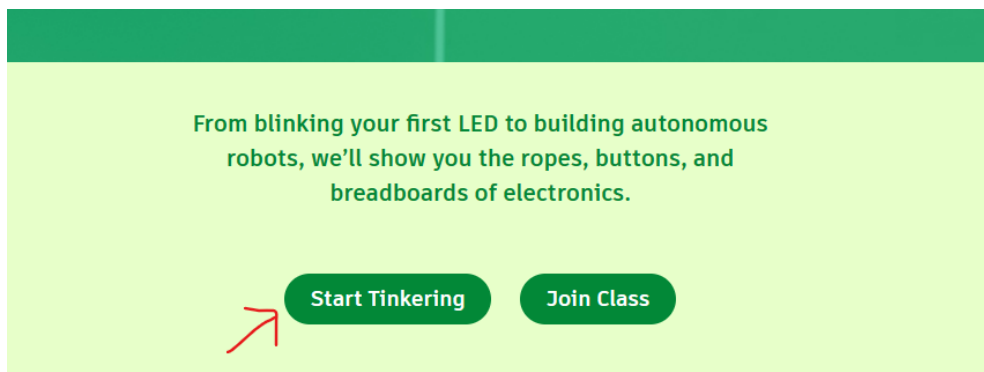 From blinking your first LED to building autonomous
robots, we’ll show you the ropes, buttons, and
breadboards of electronics.
Start Tinkering
Join Class